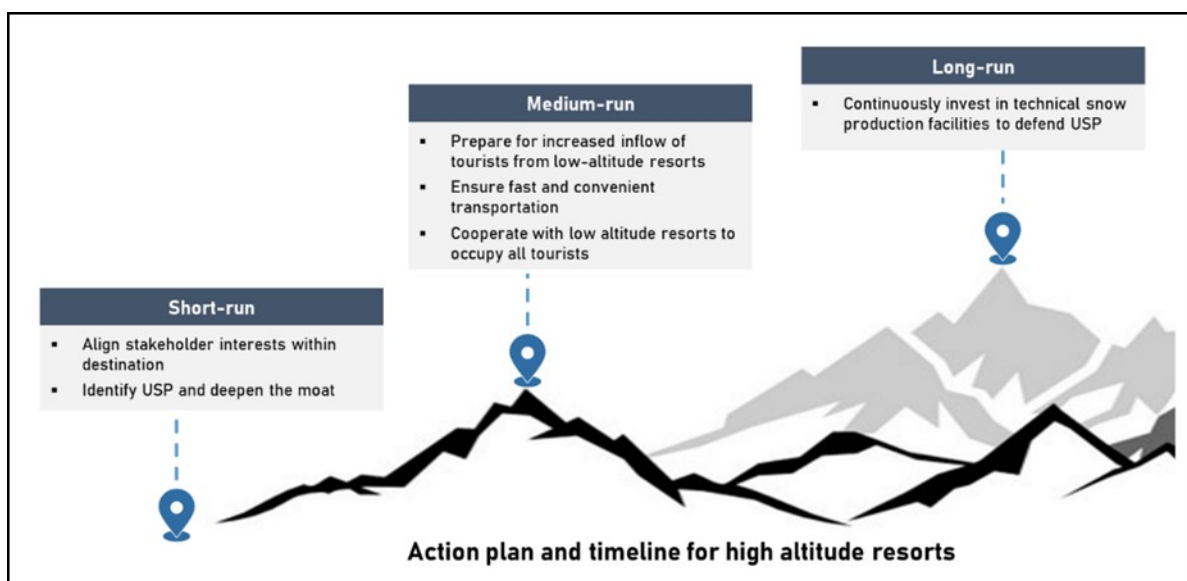 Short-run
▪ Align stakeholder interests within
destination
▪ Identify USP and deepen the moat
Medium-run
▪ Prepare for increased inflow of
tourists from low-altitude resorts
▪ Ensure fast and convenient
transportation
▪ Cooperate with low altitude resorts to
occupy all tourists
Long-run
▪ Continuously invest in technical snow
production facilities to defend USP
Action plan and timeline for high altitude resorts